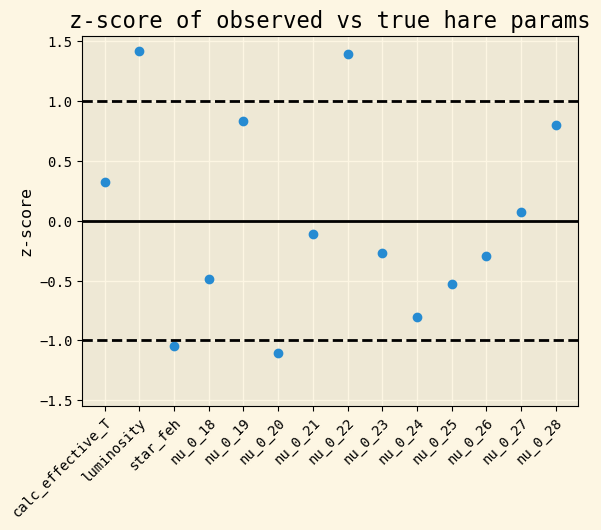 z-score of observed vs true hare params
z-score
1.5
1.0
0.5
0.0
−0.5
−1.0
−1.5
calc_effective_T
luminosity
star_feh
nu_0_18
nu_0_19
nu_0_20
nu_0_21
nu_0_22
nu_0_23
nu_0_24
nu_0_25
nu_0_26
nu_0_27
nu_0_28